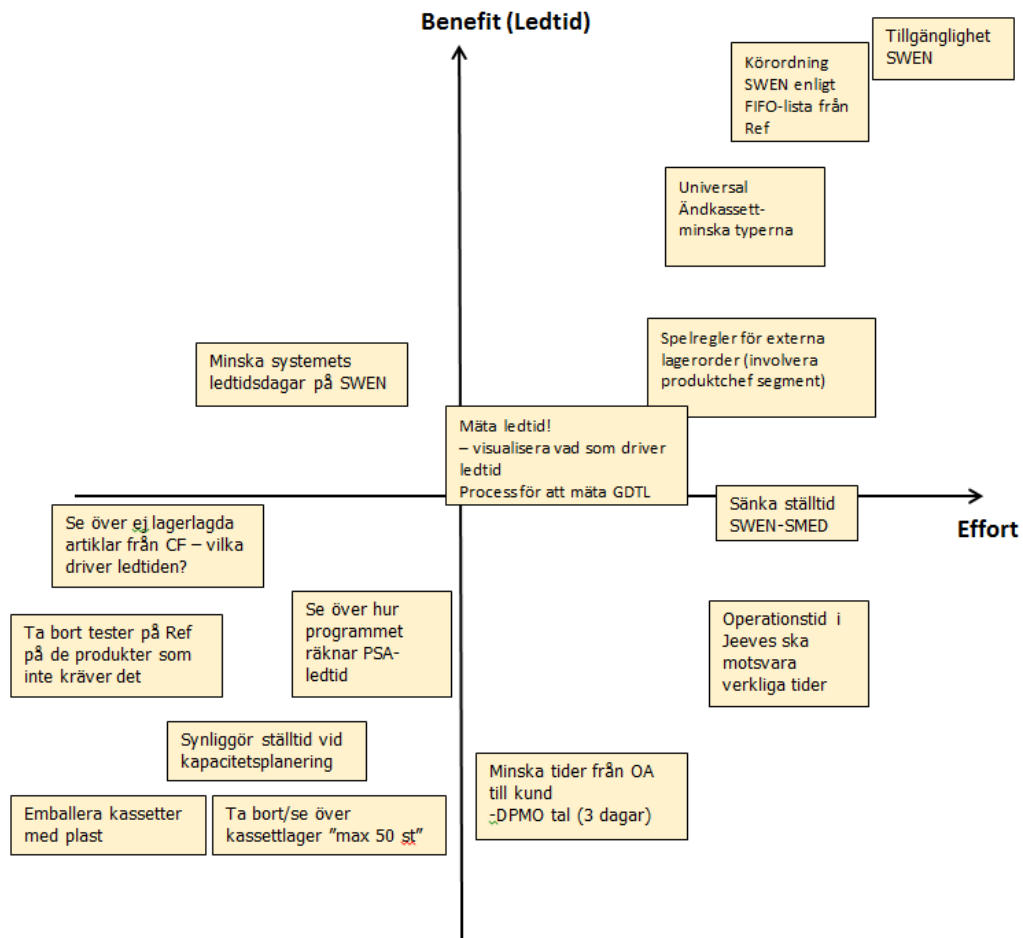 Benefit (Ledtid)
Tillgänglighet
SWEN
Körordning
SWEN enligt
FIFO-lista från
Ref
Universal
Ändkassett-
minska typerna
Spelregler för externa
lagerorder (involvera
produktchef segment)
Minska systemets
ledtidsdagar på SWEN
Mäta ledtid!
– visualisera vad som driver
ledtid
Process för att mäta GDTL
Sänka ställtid
SWEN-SMED
Effort
Se över ej lagerlagda
artiklar från CF – vilka
driver ledtiden?
Se över hur
programmet
räknar PSA-
ledtid
Ta bort tester på Ref
på de produkter som
inte kräver det
Operationstid i
Jeeves ska
motsvara
verkliga tider
Synliggör ställtid vid
kapacitetsplanering
Minska tider från OA
till kund
-DPMO tal (3 dagar)
Emballera kassetter
med plast
Ta bort/se över
kassettlager ”max 50 st”